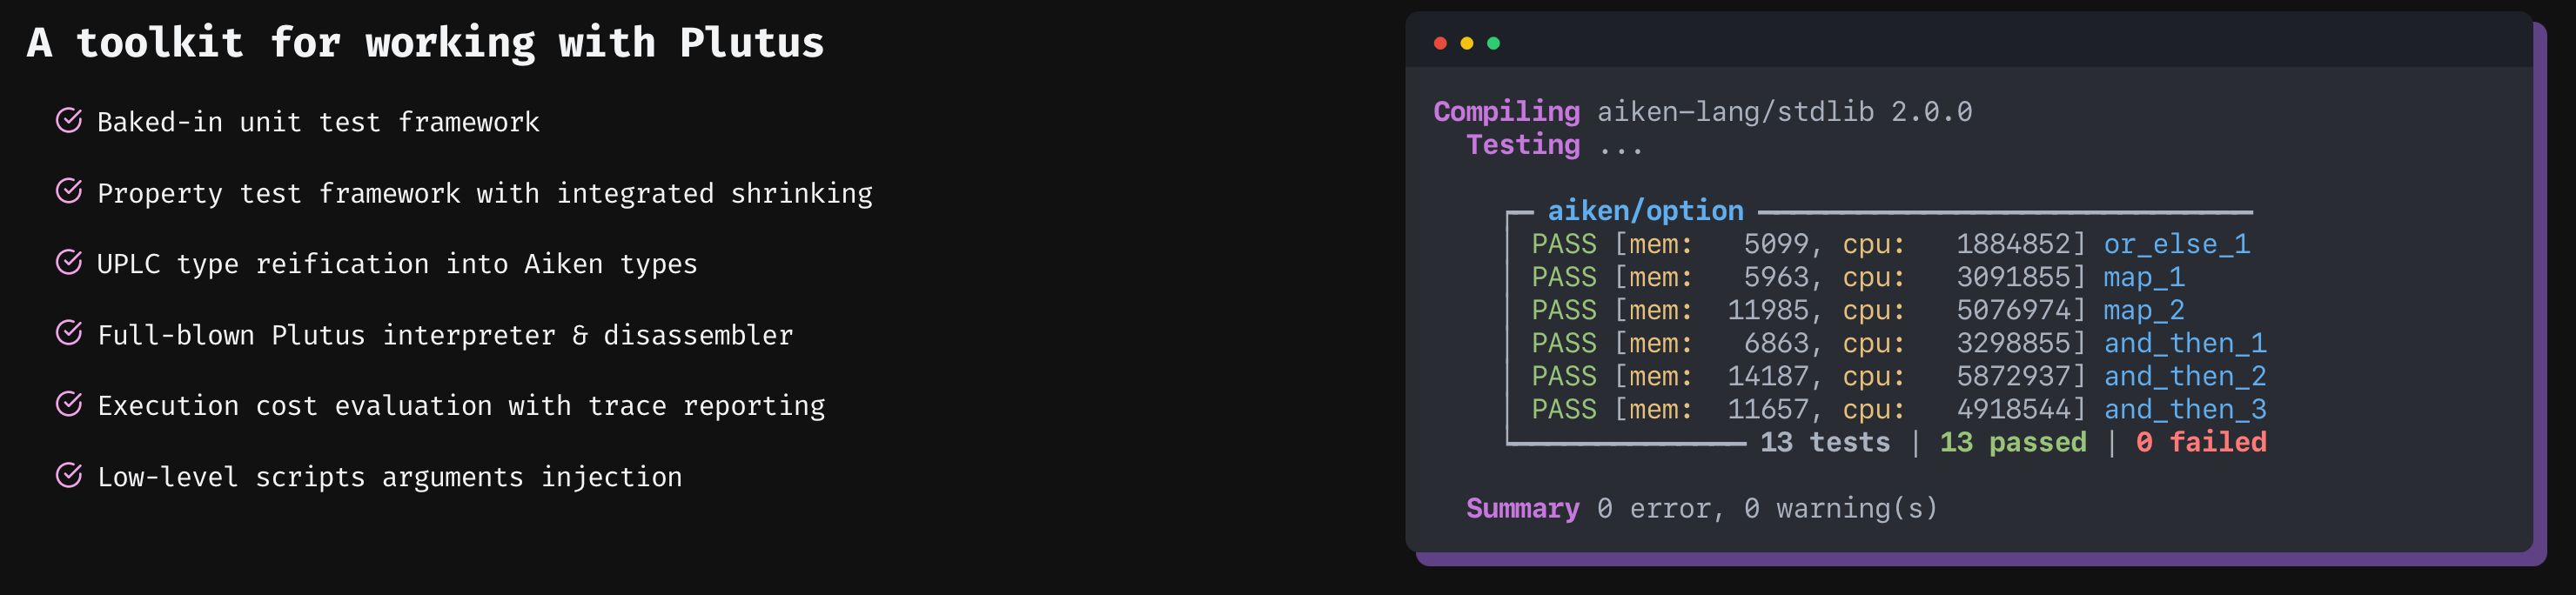 A toolkit for working with Plutus
Baked-in unit test framework
Property test framework with integrated shrinking
UPLC type reification into Aiken types
Full-blown Plutus interpreter & disassembler
Execution cost evaluation with trace reporting
Low-level scripts arguments injection
Compiling aiken-lang/stdlib 2.0.0
Testing ...
aiken/option
PASS [mem: 5099, cpu: 1884852] or_else_1
PASS [mem: 5963, cpu: 3091855] map_1
PASS [mem: 11985, cpu: 5076974] map_2
PASS [mem: 6863, cpu: 3298855] and_then_1
PASS [mem: 14187, cpu: 5872937] and_then_2
PASS [mem: 11657, cpu: 4918544] and_then_3
13 tests | 13 passed | 0 failed
Summary 0 error, 0 warning(s)